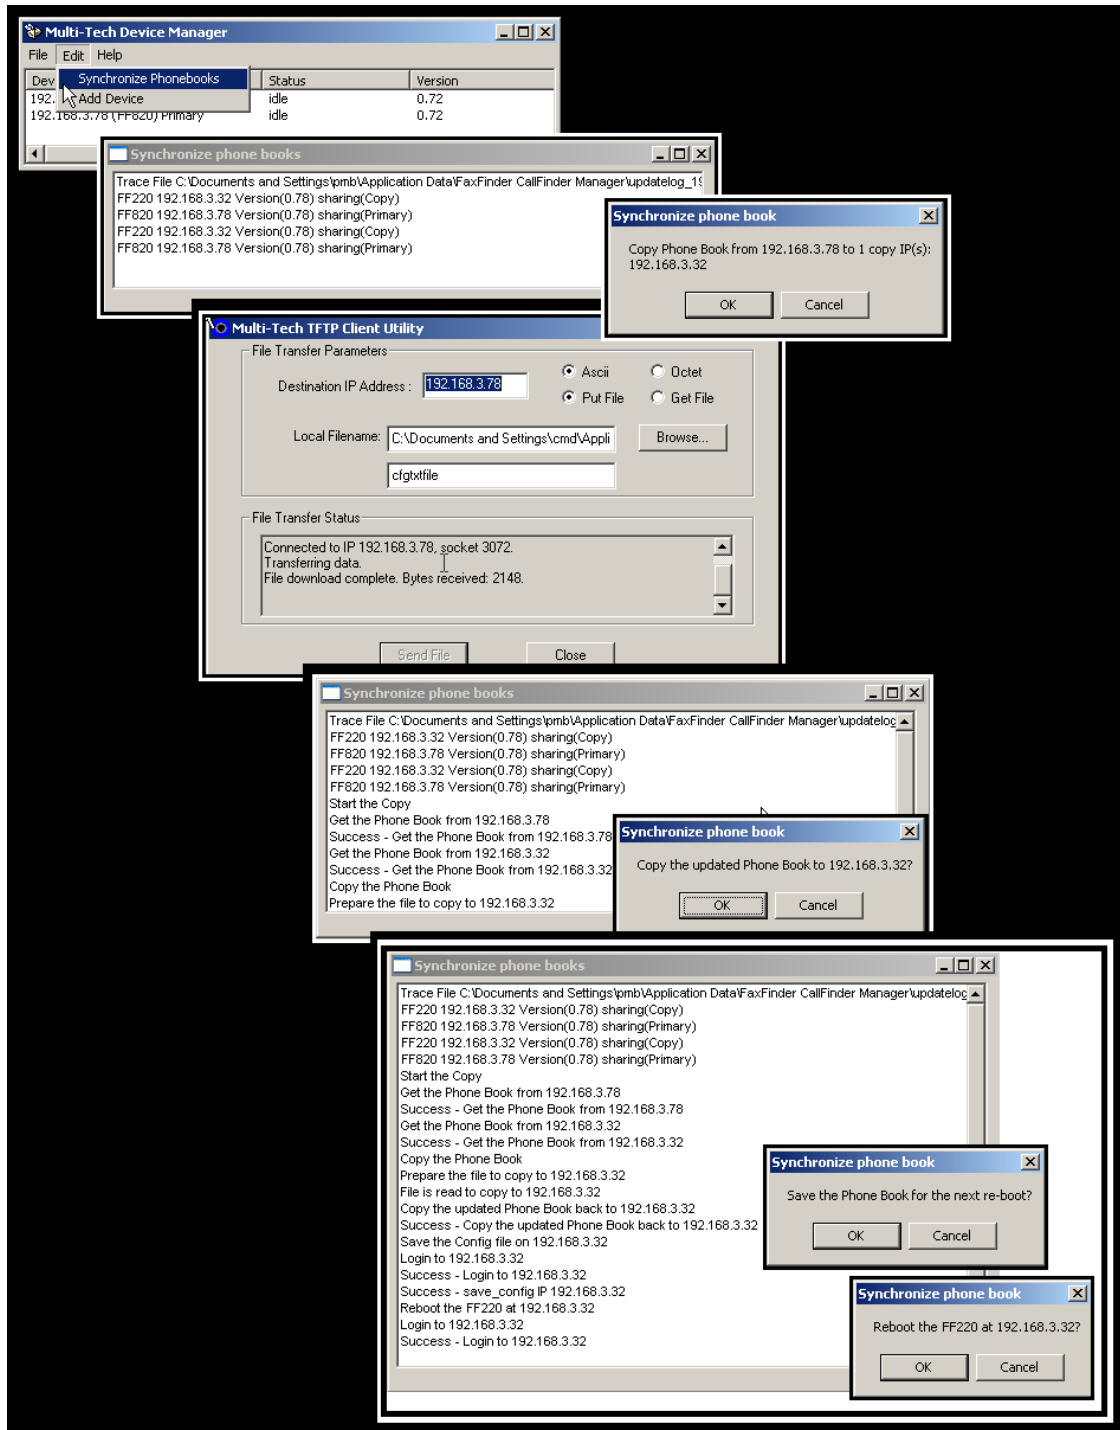 Multi-Tech Device Manager
File Edit Help
Synchronize Phonebooks
Add Device
Dev Status Version
192. idle 0.72
192.168.3.78 (FF820) Primary idle 0.72
Synchronize phone books
Trace File C:\Documents and Settings\pmb\Application Data\FaxFinder CallFinder Manager\updatelog_19
FF220 192.168.3.32 Version(0.78) sharing(Copy)
FF820 192.168.3.78 Version(0.78) sharing(Primary)
FF220 192.168.3.32 Version(0.78) sharing(Copy)
FF820 192.168.3.78 Version(0.78) sharing(Primary)
Synchronize phone book
Copy Phone Book from 192.168.3.78 to 1 copy IP(s):
192.168.3.32
OK Cancel
Multi-Tech TFTP Client Utility
File Transfer Parameters
Destination IP Address : 192.168.3.78
Ascii Octet
Put File Get File
Local Filename: C:\Documents and Settings\cmd\Appli Browse...
cfgtxtfile
File Transfer Status
Connected to IP 192.168.3.78, socket 3072.
Transferring data.
File download complete. Bytes received: 2148.
Send File Close
Synchronize phone books
Trace File C:\Documents and Settings\pmb\Application Data\FaxFinder CallFinder Manager\updatelog
FF220 192.168.3.32 Version(0.78) sharing(Copy)
FF820 192.168.3.78 Version(0.78) sharing(Primary)
FF220 192.168.3.32 Version(0.78) sharing(Copy)
FF820 192.168.3.78 Version(0.78) sharing(Primary)
Start the Copy
Get the Phone Book from 192.168.3.78
Success - Get the Phone Book from 192.168.3.78
Get the Phone Book from 192.168.3.32
Success - Get the Phone Book from 192.168.3.32
Copy the Phone Book
Prepare the file to copy to 192.168.3.32
Synchronize phone book
Copy the updated Phone Book to 192.168.3.32?
OK Cancel
Synchronize phone books
Trace File C:\Documents and Settings\pmb\Application Data\FaxFinder CallFinder Manager\updatelog
FF220 192.168.3.32 Version(0.78) sharing(Copy)
FF820 192.168.3.78 Version(0.78) sharing(Primary)
FF220 192.168.3.32 Version(0.78) sharing(Copy)
FF820 192.168.3.78 Version(0.78) sharing(Primary)
Start the Copy
Get the Phone Book from 192.168.3.78
Success - Get the Phone Book from 192.168.3.78
Get the Phone Book from 192.168.3.32
Success - Get the Phone Book from 192.168.3.32
Copy the Phone Book
Prepare the file to copy to 192.168.3.32
File is read to copy to 192.168.3.32
Copy the updated Phone Book back to 192.168.3.32
Success - Copy the updated Phone Book back to 192.168.3.32
Save the Config file on 192.168.3.32
Login to 192.168.3.32
Success - Login to 192.168.3.32
Success - save_config IP 192.168.3.32
Reboot the FF220 at 192.168.3.32
Login to 192.168.3.32
Success - Login to 192.168.3.32
Synchronize phone book
Save the Phone Book for the next re-boot?
OK Cancel
Synchronize phone book
Reboot the FF220 at 192.168.3.32?
OK Cancel